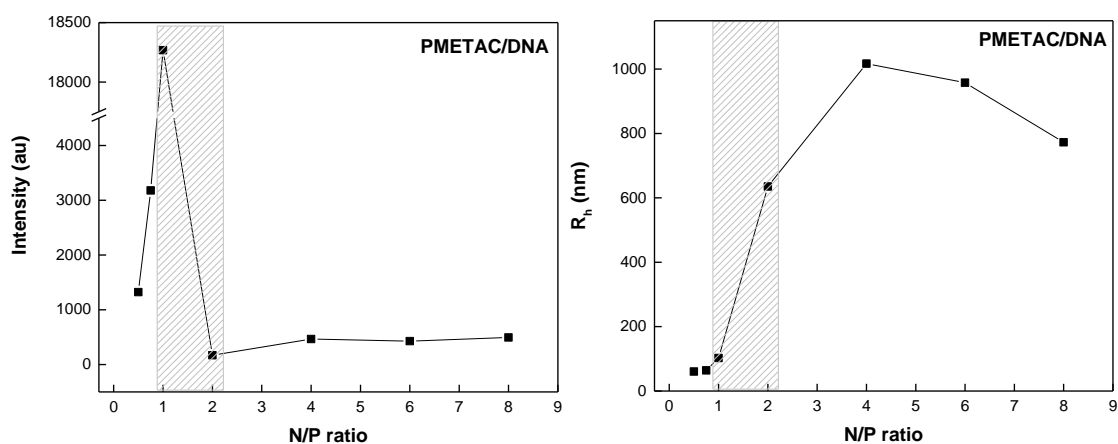 PMETAC/DNA
18500
18000
4000
3000
2000
1000
0
Intensity (au)
0 1 2 3 4 5 6 7 8 9
N/P ratio
PMETAC/DNA
1000
800
600
400
200
0
Rₕ (nm)
0 1 2 3 4 5 6 7 8 9
N/P ratio